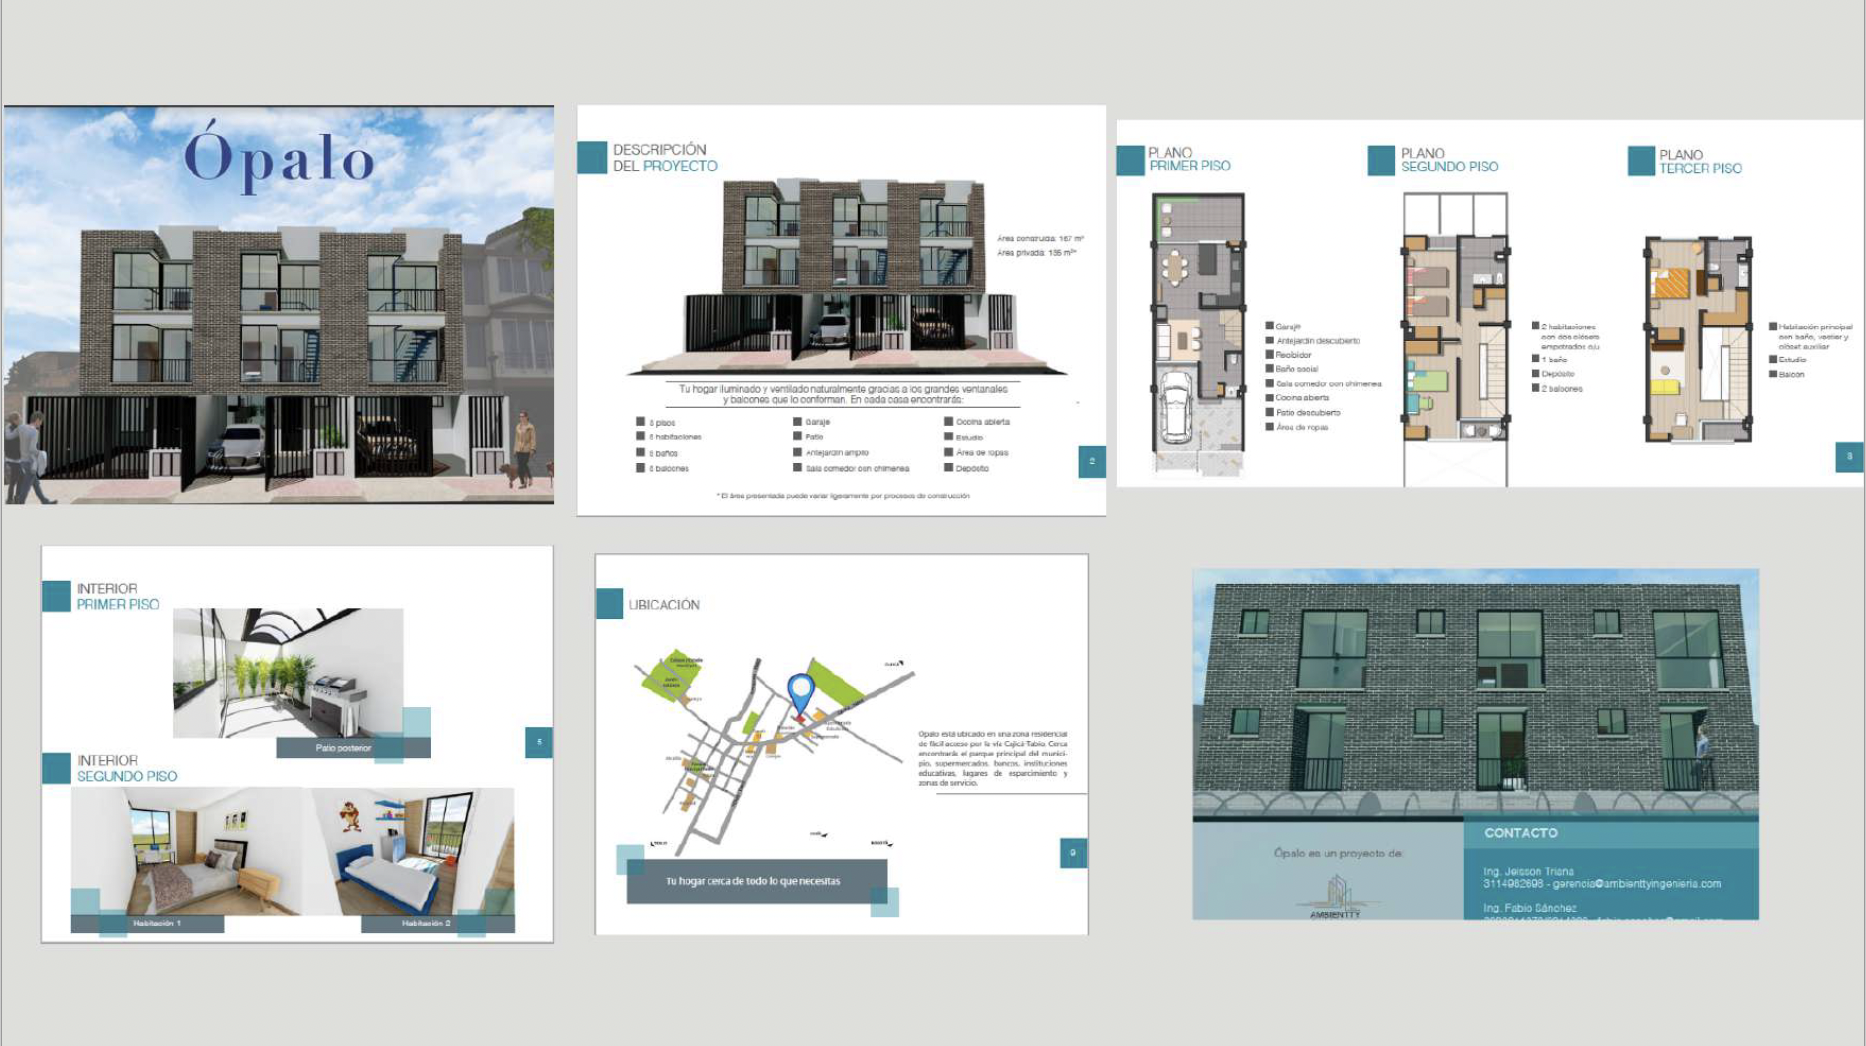 Ópalo
DESCRIPCIÓN
DEL PROYECTO
Área construida: 167 m²
Área privada: 135 m²*
Tu hogar iluminado y ventilado naturalmente gracias a los grandes ventanales
y balcones que lo conforman. En cada casa encontrarás:
3 pisos
habitaciones
baños
balcones
Garaje
Patio
Antejardín amplio
Sala comedor con chimenea
Cocina abierta
Estudio
Área de ropas
Depósito
* El área presentada puede variar ligeramente por procesos de construcción
2
PLANO
PRIMER PISO
Garaje
Antejardín descubierto
Recibidor
Baño social
Sala comedor con chimenea
Cocina abierta
Patio descubierto
Área de ropas
PLANO
SEGUNDO PISO
2 habitaciones
con dos clósets
empotrados c/u
1 baño
Depósito
2 balcones
PLANO
TERCER PISO
Habitación principal
con baño, vestier y
clóset auxiliar
Estudio
Balcón
3
INTERIOR
PRIMER PISO
Patio posterior
5
INTERIOR
SEGUNDO PISO
Habitación 1
Habitación 2
UBICACIÓN
Ópalo está ubicado en una zona residencial
de fácil acceso por la vía Cajicá-Tabio. Cerca
encontrarás el parque principal del munici-
pio, supermercados, bancos, instituciones
educativas, lugares de esparcimiento y
zonas de servicio.
9
Tu hogar cerca de todo lo que necesitas
CONTACTO
Ópalo es un proyecto de:
AMBIENTTY
Ing. Jeisson Triana
3114982698 - gerencia@ambienttyingenieria.com
Ing. Fabio Sánchez